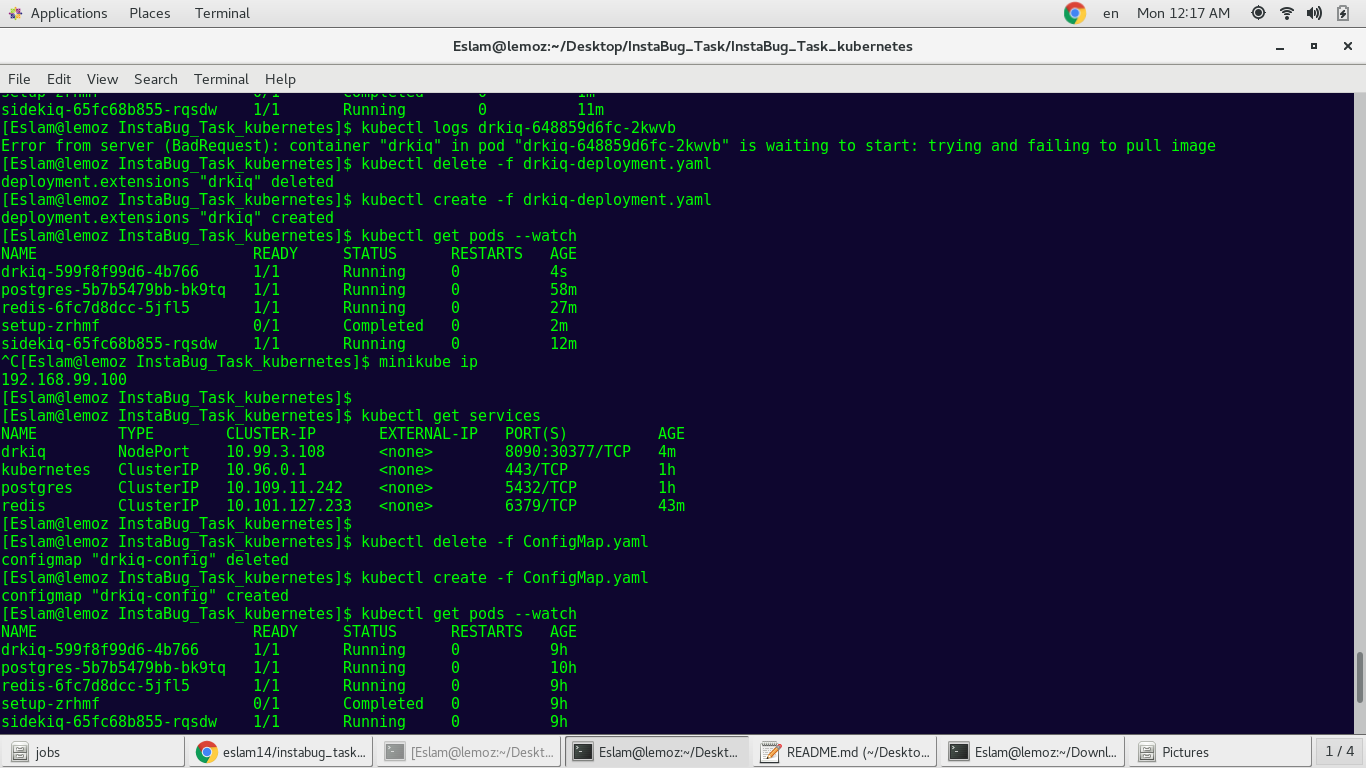 Applications Places Terminal en Mon 12:17 AM
Eslam@lemoz:~/Desktop/InstaBug_Task/InstaBug_Task_kubernetes
File Edit View Search Terminal Help
setup-zrhmf 0/1 Completed 0 1m
sidekiq-65fc68b855-rqsdw 1/1 Running 0 11m
[Eslam@lemoz InstaBug_Task_kubernetes]$ kubectl logs drkiq-648859d6fc-2kwvb
Error from server (BadRequest): container "drkiq" in pod "drkiq-648859d6fc-2kwvb" is waiting to start: trying and failing to pull image
[Eslam@lemoz InstaBug_Task_kubernetes]$ kubectl delete -f drkiq-deployment.yaml
deployment.extensions "drkiq" deleted
[Eslam@lemoz InstaBug_Task_kubernetes]$ kubectl create -f drkiq-deployment.yaml
deployment.extensions "drkiq" created
[Eslam@lemoz InstaBug_Task_kubernetes]$ kubectl get pods --watch
NAME READY STATUS RESTARTS AGE
drkiq-599f8f99d6-4b766 1/1 Running 0 4s
postgres-5b7b5479bb-bk9tq 1/1 Running 0 58m
redis-6fc7d8dcc-5jfl5 1/1 Running 0 27m
setup-zrhmf 0/1 Completed 0 2m
sidekiq-65fc68b855-rqsdw 1/1 Running 0 12m
^C[Eslam@lemoz InstaBug_Task_kubernetes]$ minikube ip
192.168.99.100
[Eslam@lemoz InstaBug_Task_kubernetes]$
[Eslam@lemoz InstaBug_Task_kubernetes]$ kubectl get services
NAME TYPE CLUSTER-IP EXTERNAL-IP PORT(S) AGE
drkiq NodePort 10.99.3.108 <none> 8090:30377/TCP 4m
kubernetes ClusterIP 10.96.0.1 <none> 443/TCP 1h
postgres ClusterIP 10.109.11.242 <none> 5432/TCP 1h
redis ClusterIP 10.101.127.233 <none> 6379/TCP 43m
[Eslam@lemoz InstaBug_Task_kubernetes]$
[Eslam@lemoz InstaBug_Task_kubernetes]$ kubectl delete -f ConfigMap.yaml
configmap "drkiq-config" deleted
[Eslam@lemoz InstaBug_Task_kubernetes]$ kubectl create -f ConfigMap.yaml
configmap "drkiq-config" created
[Eslam@lemoz InstaBug_Task_kubernetes]$ kubectl get pods --watch
NAME READY STATUS RESTARTS AGE
drkiq-599f8f99d6-4b766 1/1 Running 0 9h
postgres-5b7b5479bb-bk9tq 1/1 Running 0 10h
redis-6fc7d8dcc-5jfl5 1/1 Running 0 9h
setup-zrhmf 0/1 Completed 0 9h
sidekiq-65fc68b855-rqsdw 1/1 Running 0 9h
jobs eslam14/instabug_task... [Eslam@lemoz:~/Deskt... Eslam@lemoz:~/Deskt... README.md (~/Deskto... Eslam@lemoz:~/Downl... Pictures 1 / 4